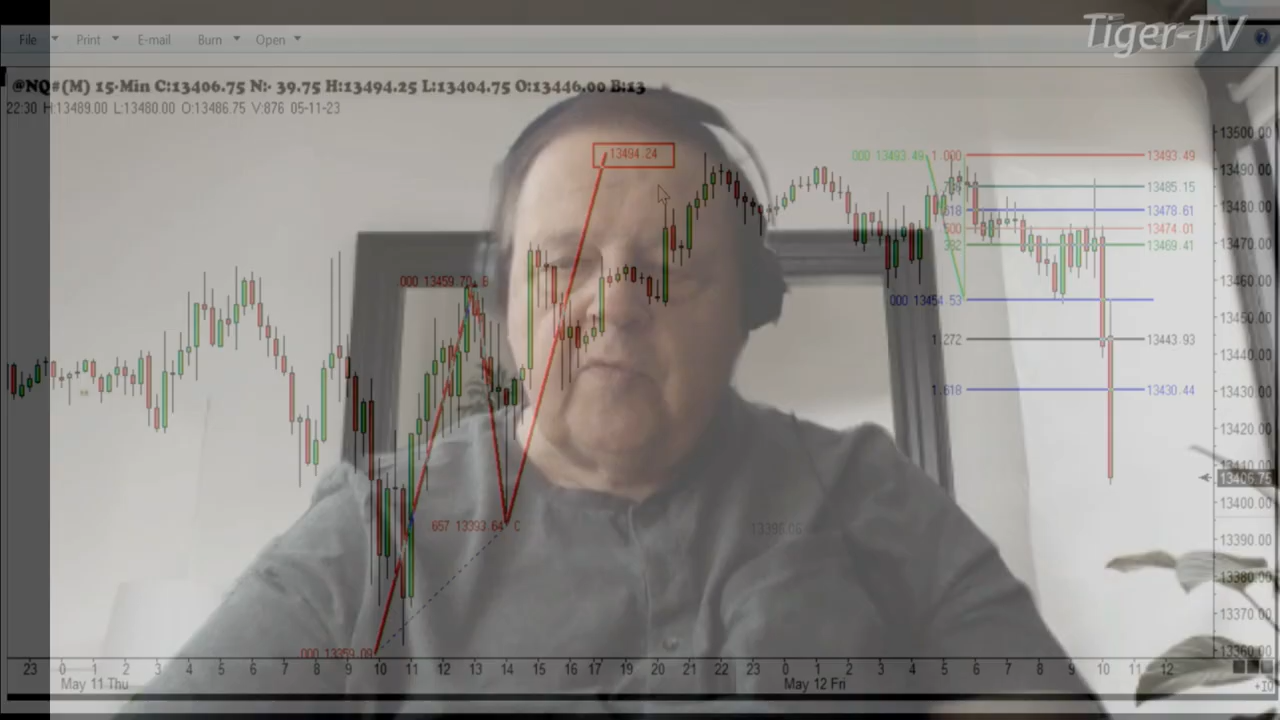 Tiger-TV
File Print E-mail Burn Open
@NQ#(M) 15-Min C:13406.75 N:- 39.75 H:13494.25 L:13404.75 O:13446.00 B:13
22:30 H:13489.00 L:13480.00 O:13486.75 V:876 05-11-23
13500.00
13494.24
000 13493.49 1.000 13493.49
13490.00
13485.15
13480.00
618 13478.61
500 13474.01
13470.00
382 13469.41
13460.00
000 13459.70 B
000 13454.53
13450.00
1.272 13443.93
13440.00
1.618 13430.44
13430.00
13420.00
13410.00
13406.75
13400.00
657 13393.64 C
13390.00
13380.00
13370.00
000 13359.09
13360.00
23 0 1 2 3 4 5 6 7 8 9 10 11 12 13 14 15 16 17 19 20 21 22 23 0 1 2 3 4 5 6 7 8 9 10 11 12
May 11 Thu May 12 Fri
+10